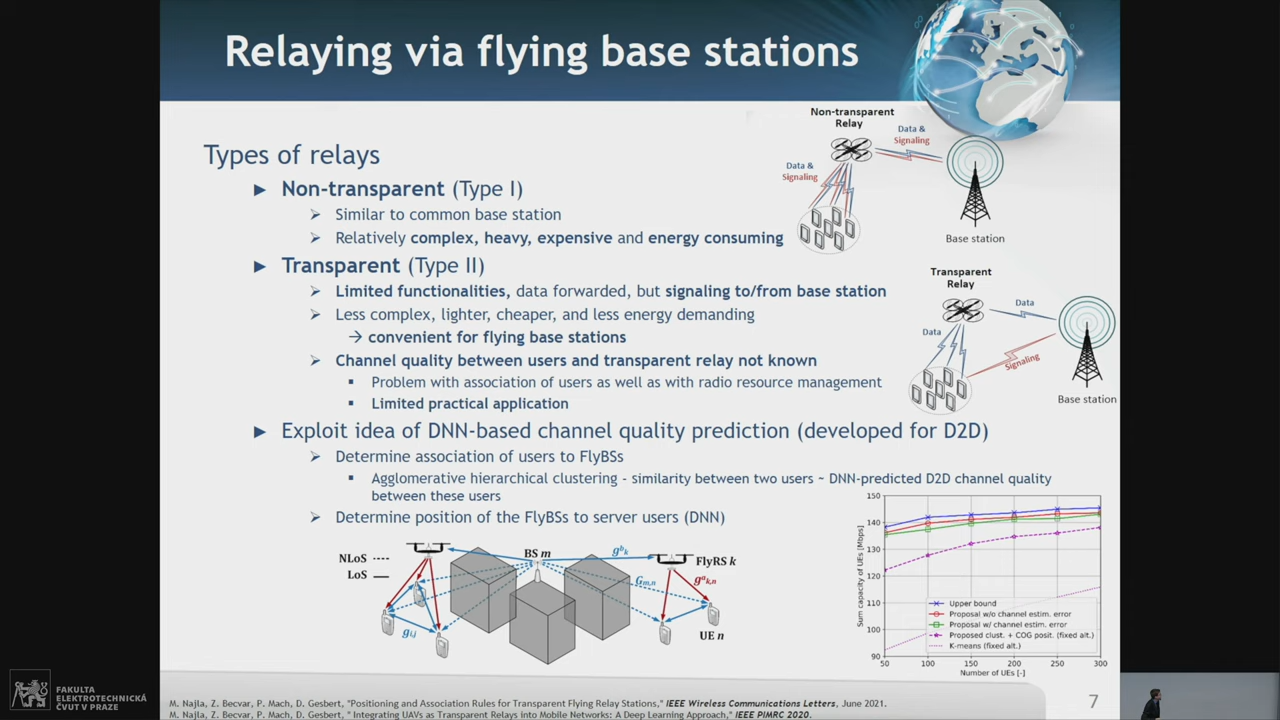 Relaying via flying base stations
Types of relays
► Non-transparent (Type I)
➢ Similar to common base station
➢ Relatively complex, heavy, expensive and energy consuming
► Transparent (Type II)
➢ Limited functionalities, data forwarded, but signaling to/from base station
➢ Less complex, lighter, cheaper, and less energy demanding
→ convenient for flying base stations
➢ Channel quality between users and transparent relay not known
▪ Problem with association of users as well as with radio resource management
▪ Limited practical application
► Exploit idea of DNN-based channel quality prediction (developed for D2D)
➢ Determine association of users to FlyBSs
▪ Agglomerative hierarchical clustering - similarity between two users ~ DNN-predicted D2D channel quality
between these users
➢ Determine position of the FlyBSs to server users (DNN)
Non-transparent
Relay
Data &
Signaling
Data &
Signaling
Base station
Transparent
Relay
Data
Data
Signaling
Base station
NLoS
LoS
BS m
g^b_k
FlyRS k
G_m,n
g^a_k,n
g_i,j
UE n
150
140
130
120
110
100
90
Sum capacity of UEs [Mbps]
Upper bound
Proposal w/o channel estim. error
Proposal w/ channel estim. error
Proposed clust. + COG posit. (fixed alt.)
K-means (fixed alt.)
50 100 150 200 250 300
Number of UEs [-]
FAKULTA
ELEKTROTECHNICKÁ
ČVUT V PRAZE
M. Najla, Z. Becvar, P. Mach, D. Gesbert, "Positioning and Association Rules for Transparent Flying Relay Stations," IEEE Wireless Communications Letters, June 2021.
M. Najla, Z. Becvar, P. Mach, D. Gesbert, " Integrating UAVs as Transparent Relays into Mobile Networks: A Deep Learning Approach," IEEE PIMRC 2020.
7